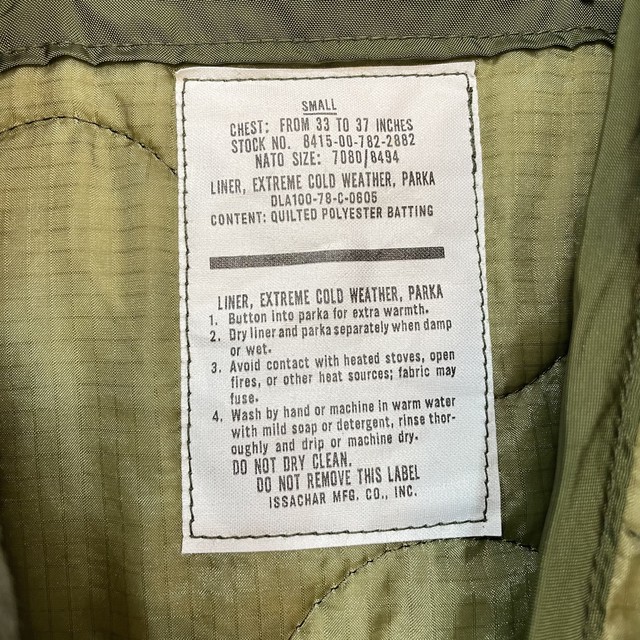 SMALL
CHEST: FROM 33 TO 37 INCHES
STOCK NO. 8415-00-782-2882
NATO SIZE: 7080/8494
LINER, EXTREME COLD WEATHER, PARKA
DLA100-78-C-0605
CONTENT: QUILTED POLYESTER BATTING
LINER, EXTREME COLD WEATHER, PARKA
1. Button into parka for extra warmth.
2. Dry liner and parka separately when damp
or wet.
3. Avoid contact with heated stoves, open
fires, or other heat sources; fabric may
fuse.
4. Wash by hand or machine in warm water
with mild soap or detergent, rinse thor-
oughly and drip or machine dry.
DO NOT DRY CLEAN.
DO NOT REMOVE THIS LABEL
ISSACHAR MFG. CO., INC.